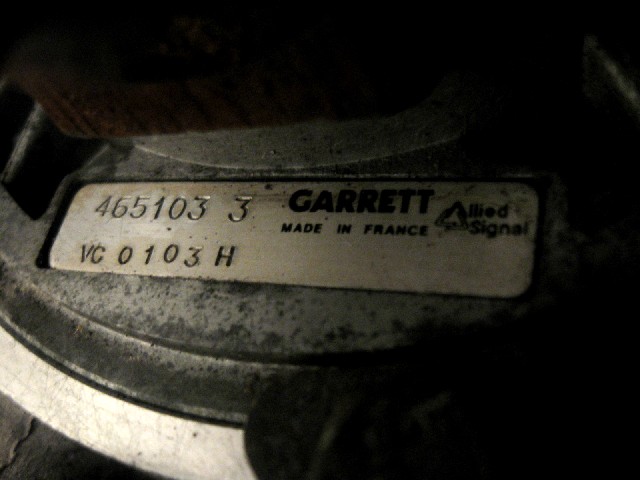 465103 3 GARRETT Allied Signal
MADE IN FRANCE
VC 0103 H